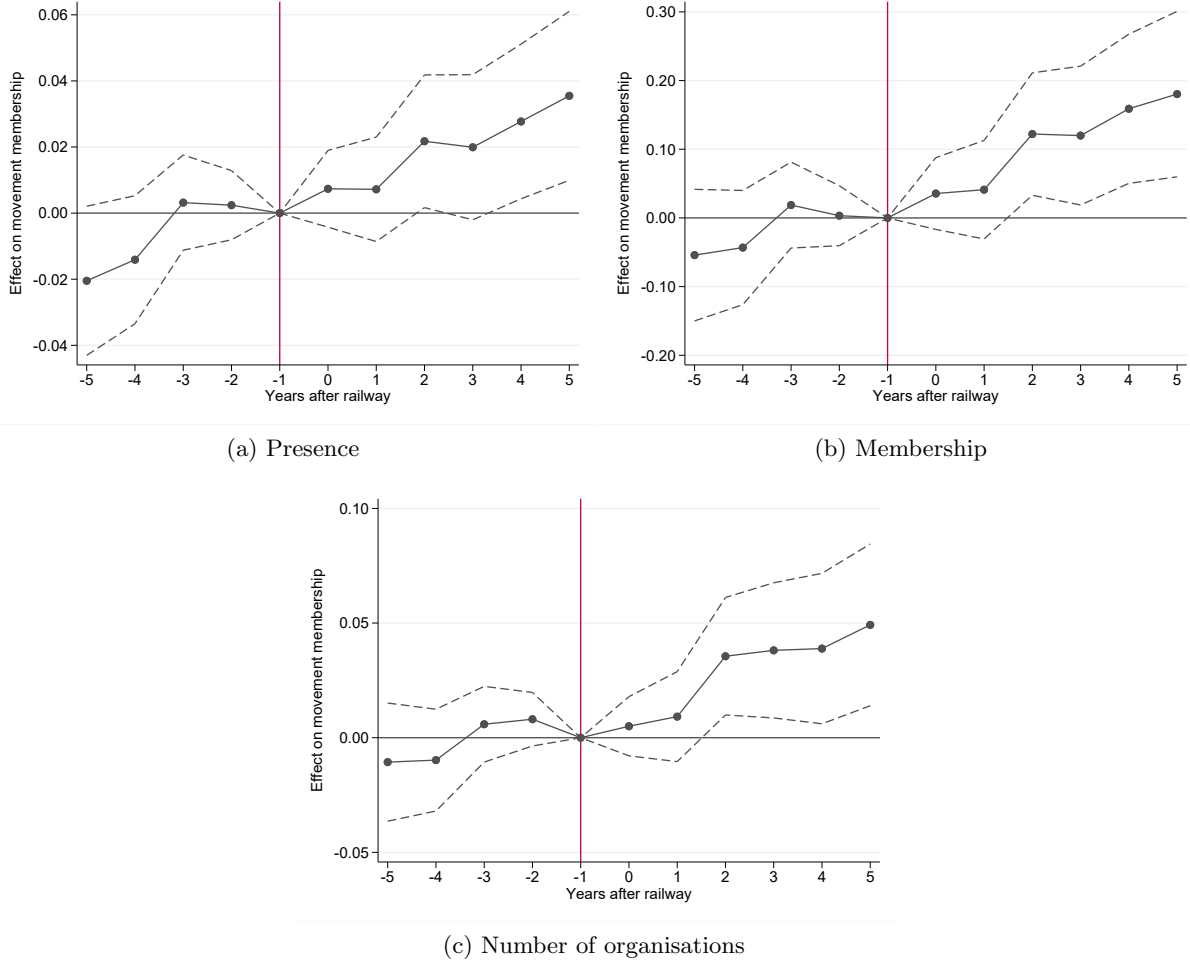 0.06
0.04
0.02
0.00
-0.02
-0.04
Effect on movement membership
-5 -4 -3 -2 -1 0 1 2 3 4 5
Years after railway
(a) Presence
0.30
0.20
0.10
0.00
-0.10
-0.20
Effect on movement membership
-5 -4 -3 -2 -1 0 1 2 3 4 5
Years after railway
(b) Membership
0.10
0.05
0.00
-0.05
Effect on movement membership
-5 -4 -3 -2 -1 0 1 2 3 4 5
Years after railway
(c) Number of organisations